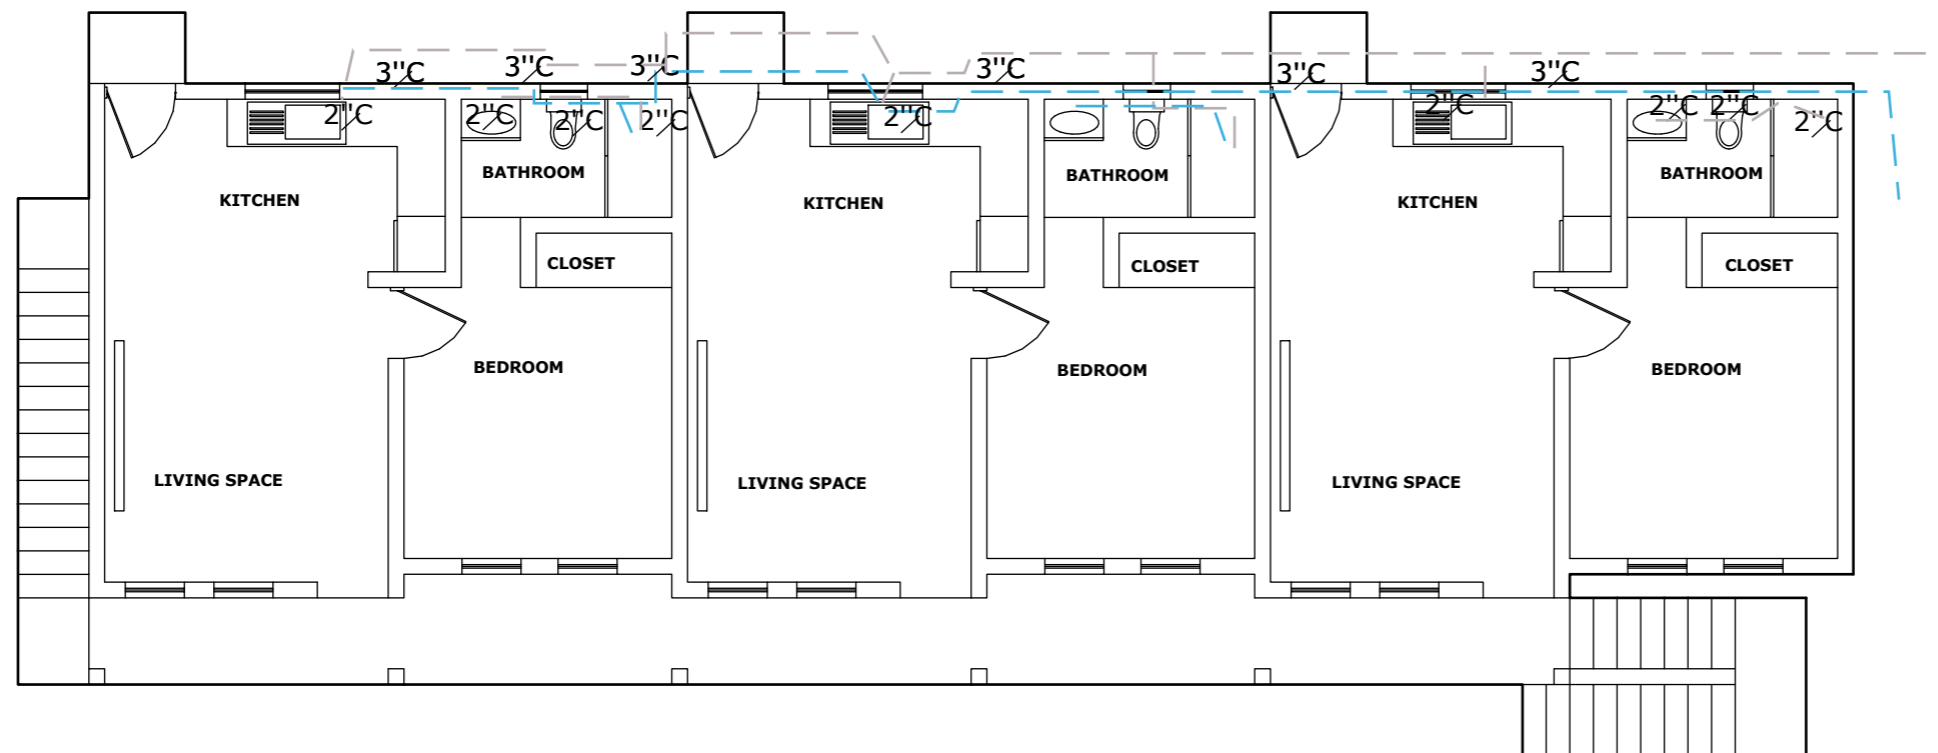 3"C
3"C
3"C
3"C
3"C
3"C
2"C
2"C
2"C
2"C
2"C
2"C
2"C
2"C
2"C
BATHROOM
BATHROOM
BATHROOM
KITCHEN
KITCHEN
KITCHEN
CLOSET
CLOSET
CLOSET
BEDROOM
BEDROOM
BEDROOM
LIVING SPACE
LIVING SPACE
LIVING SPACE